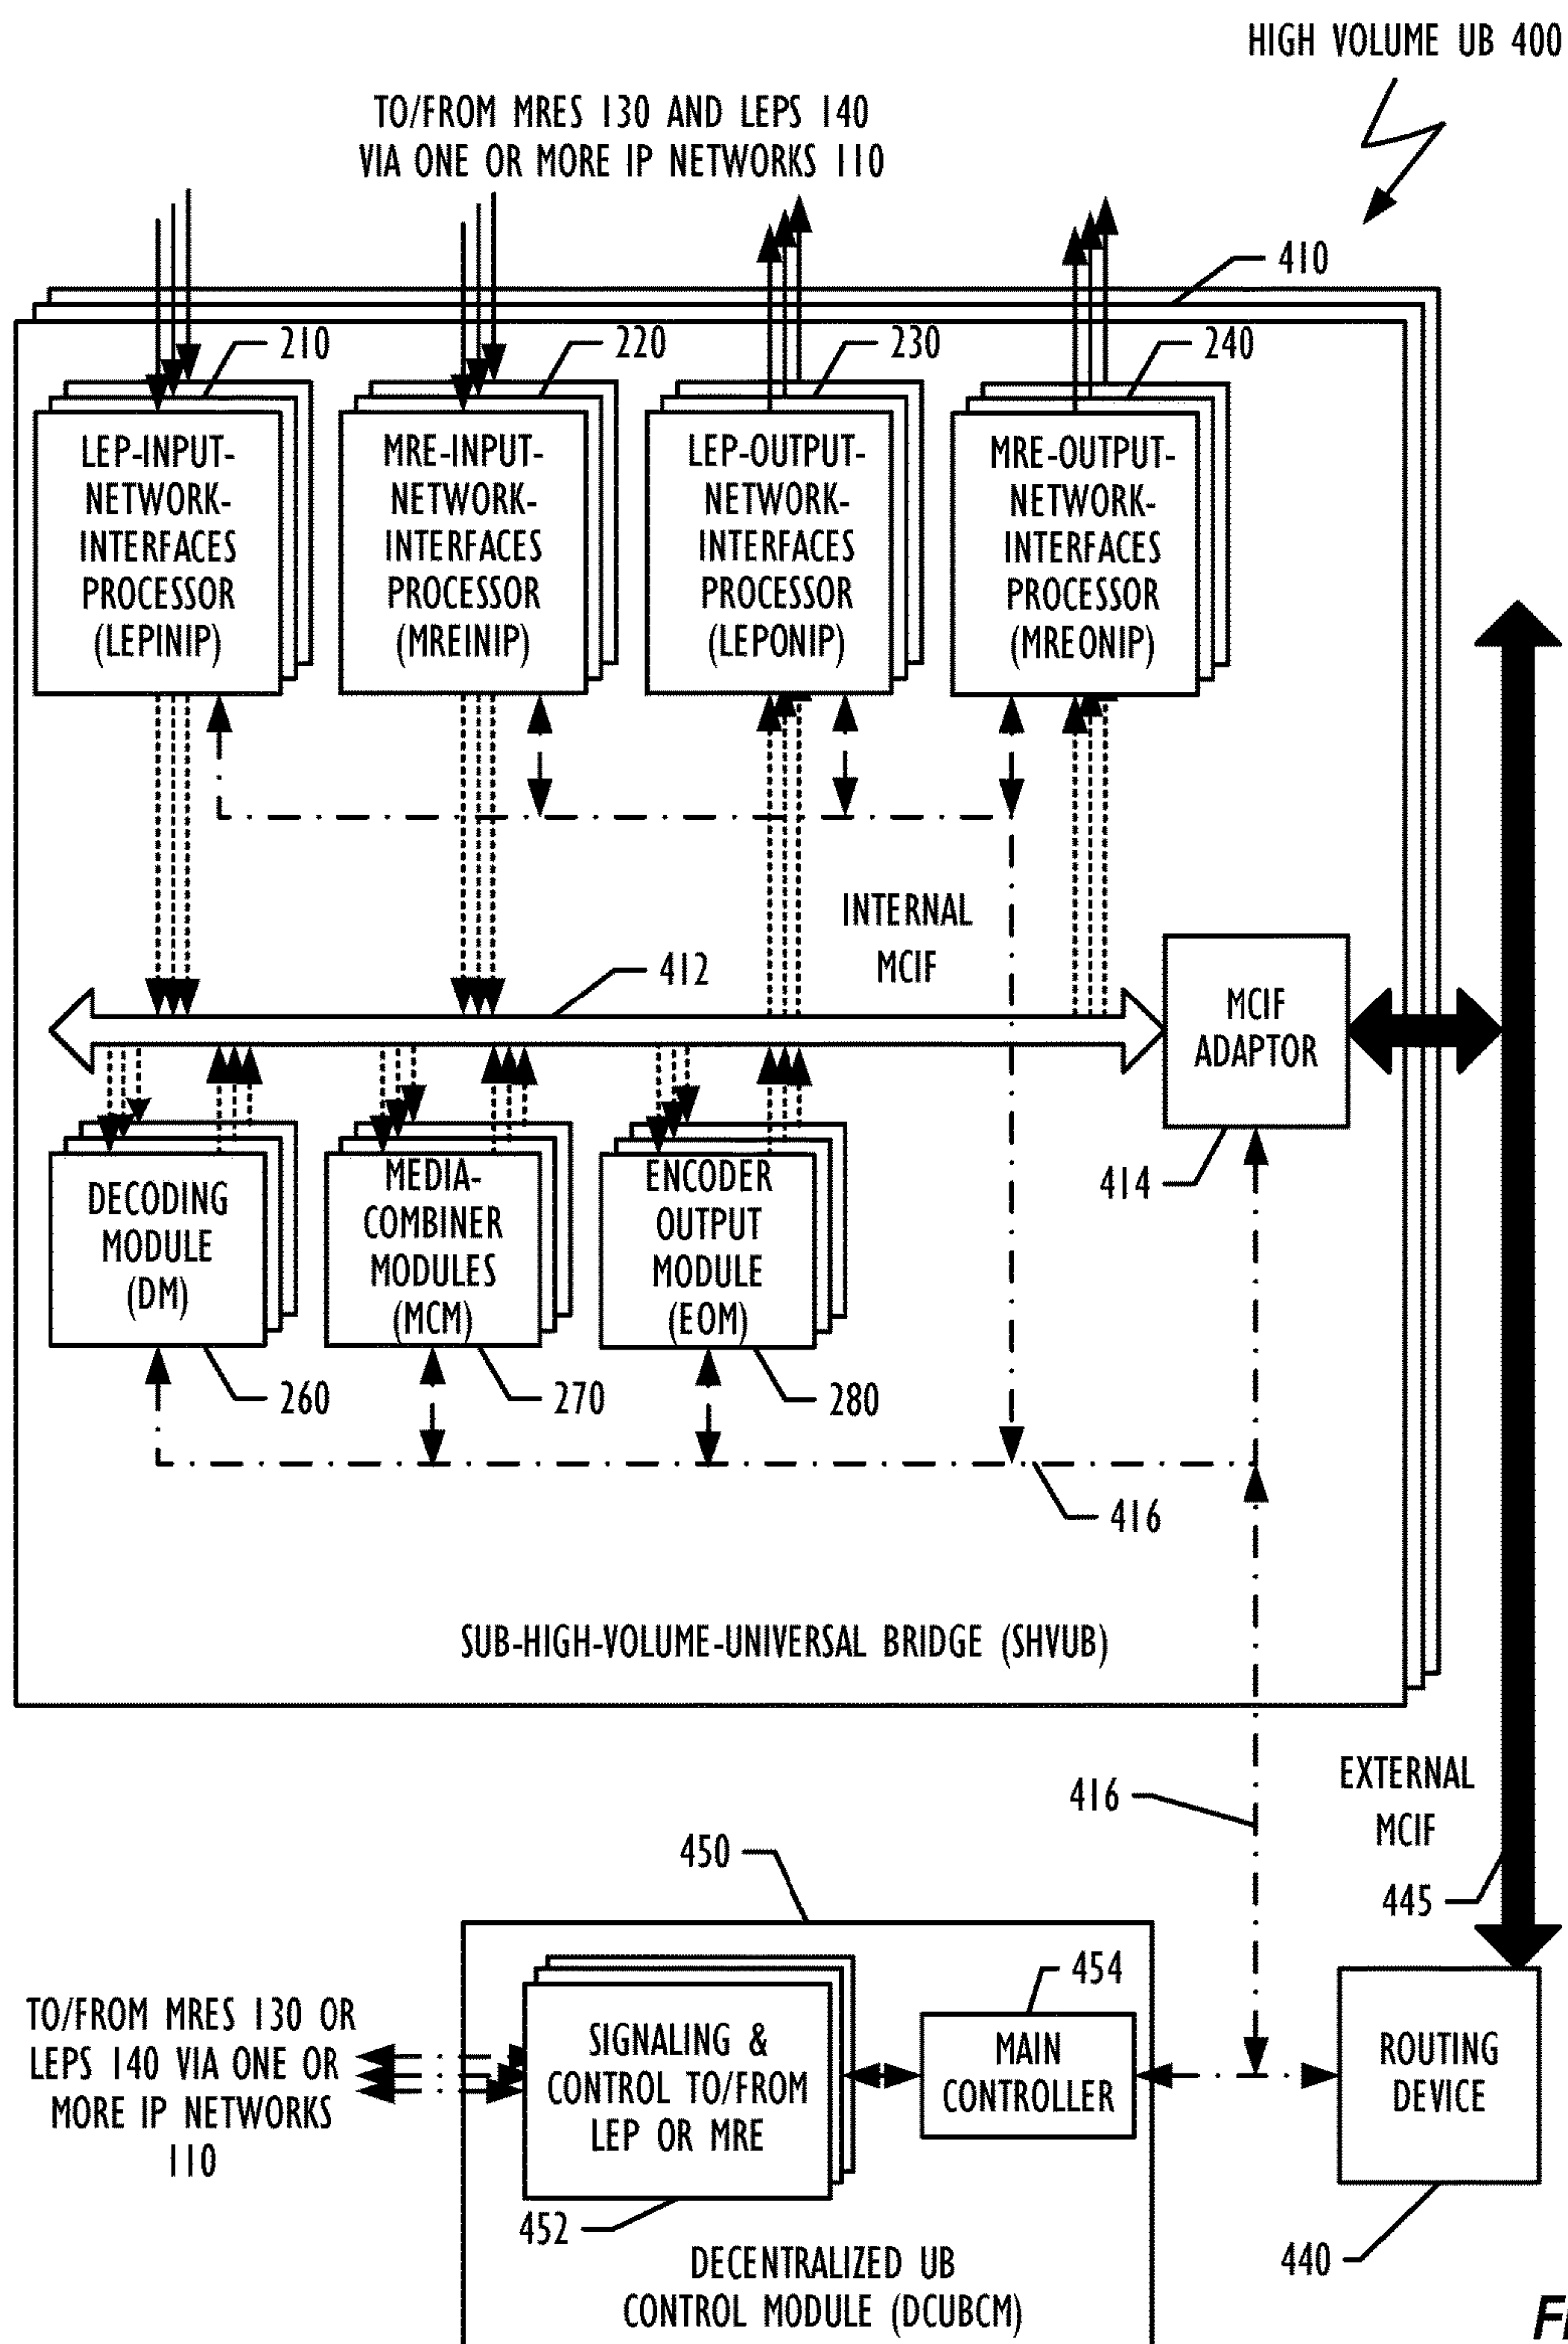 HIGH VOLUME UB 400
TO/FROM MRES 130 AND LEPS 140
VIA ONE OR MORE IP NETWORKS 110
410
210
220
230
240
LEP-INPUT-
NETWORK-
INTERFACES
PROCESSOR
(LEPINIP)
MRE-INPUT-
NETWORK-
INTERFACES
PROCESSOR
(MREINIP)
LEP-OUTPUT-
NETWORK-
INTERFACES
PROCESSOR
(LEPONIP)
MRE-OUTPUT-
NETWORK-
INTERFACES
PROCESSOR
(MREONIP)
INTERNAL
MCIF
412
MCIF
ADAPTOR
414
DECODING
MODULE
(DM)
MEDIA-
COMBINER
MODULES
(MCM)
ENCODER
OUTPUT
MODULE
(EOM)
260
270
280
416
SUB-HIGH-VOLUME-UNIVERSAL BRIDGE (SHVUB)
416
EXTERNAL
MCIF
445
450
454
TO/FROM MRES 130 OR
LEPS 140 VIA ONE OR
MORE IP NETWORKS
110
SIGNALING &
CONTROL TO/FROM
LEP OR MRE
MAIN
CONTROLLER
ROUTING
DEVICE
452
440
DECENTRALIZED UB
CONTROL MODULE (DCUBCM)